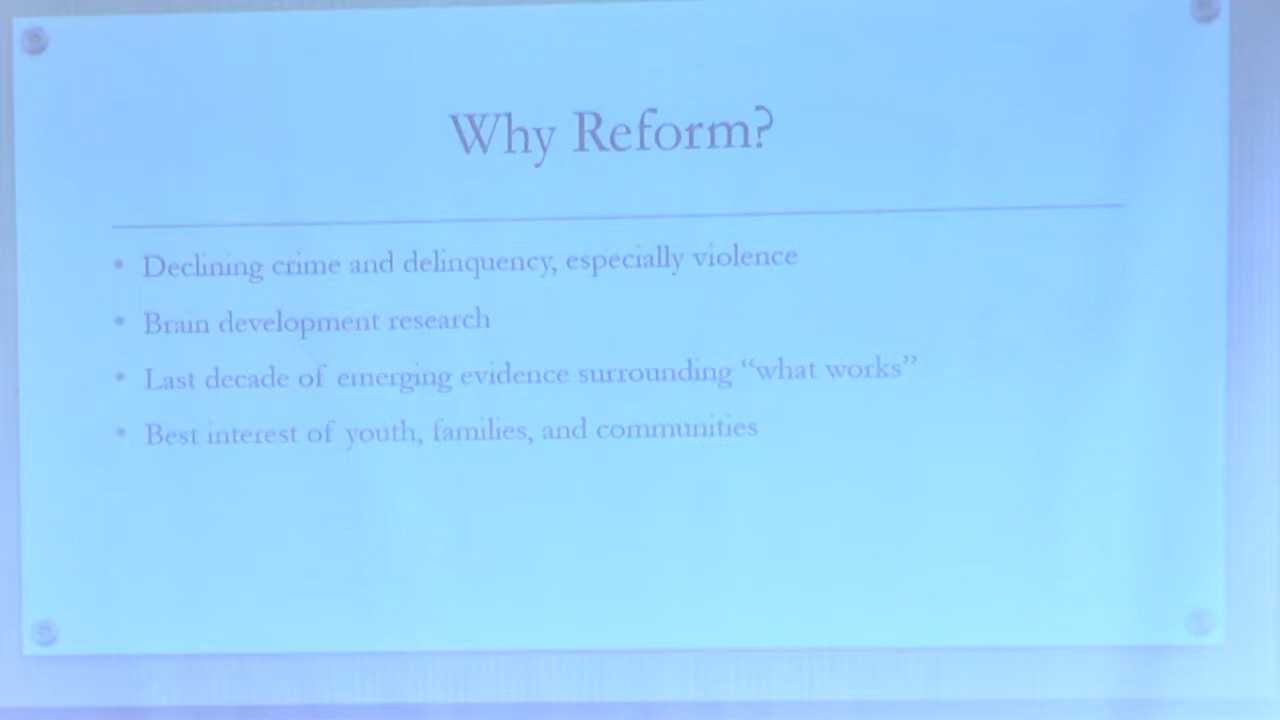 Why Reform?
• Declining crime and delinquency, especially violence
• Brain development research
• Last decade of emerging evidence surrounding “what works”
• Best interest of youth, families, and communities